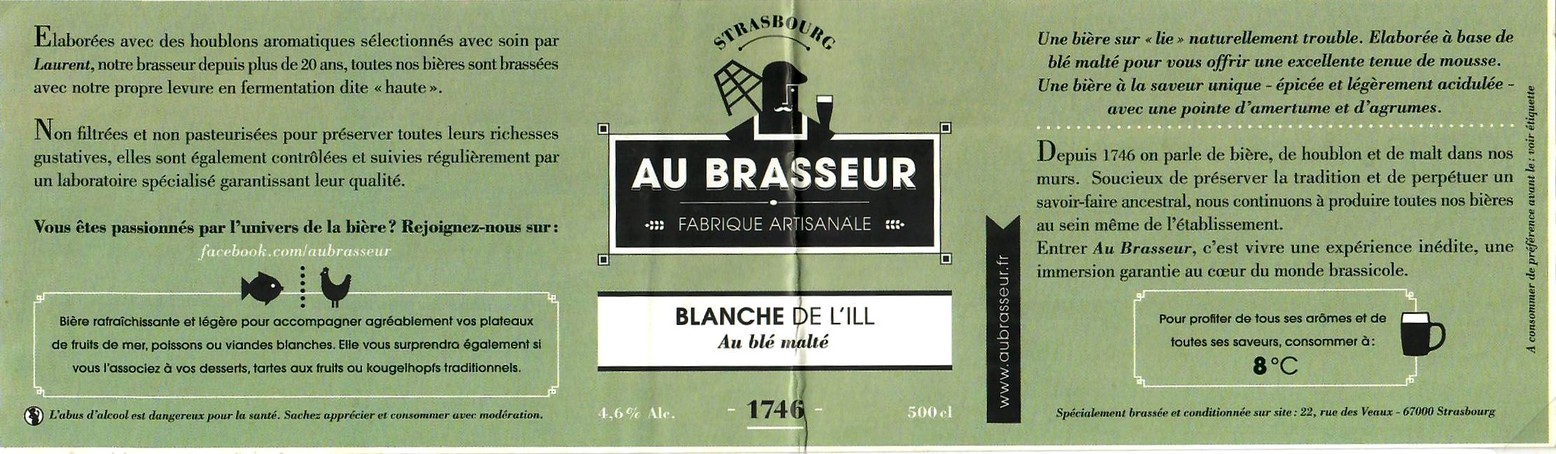 Elaborées avec des houblons aromatiques sélectionnés avec soin par
Laurent, notre brasseur depuis plus de 20 ans, toutes nos bières sont brassées
avec notre propre levure en fermentation dite « haute ».
Non filtrées et non pasteurisées pour préserver toutes leurs richesses
gustatives, elles sont également contrôlées et suivies régulièrement par
un laboratoire spécialisé garantissant leur qualité.
Vous êtes passionnés par l'univers de la bière ? Rejoignez-nous sur :
facebook.com/aubrasseur
Bière rafraîchissante et légère pour accompagner agréablement vos plateaux
de fruits de mer, poissons ou viandes blanches. Elle vous surprendra également si
vous l'associez à vos desserts, tartes aux fruits ou kougelhopfs traditionnels.
L'abus d'alcool est dangereux pour la santé. Sachez apprécier et consommer avec modération.
STRASBOURG
AU BRASSEUR
FABRIQUE ARTISANALE
BLANCHE DE L'ILL
Au blé malté
4,6% Alc.
- 1746 -
500 cl
www.aubrasseur.fr
Une bière sur « lie » naturellement trouble. Elaborée à base de
blé malté pour vous offrir une excellente tenue de mousse.
Une bière à la saveur unique - épicée et légèrement acidulée -
avec une pointe d'amertume et d'agrumes.
Depuis 1746 on parle de bière, de houblon et de malt dans nos
murs. Soucieux de préserver la tradition et de perpétuer un
savoir-faire ancestral, nous continuons à produire toutes nos bières
au sein même de l'établissement.
Entrer Au Brasseur, c'est vivre une expérience inédite, une
immersion garantie au cœur du monde brassicole.
Pour profiter de tous ses arômes et de
toutes ses saveurs, consommer à :
8 °C
Spécialement brassée et conditionnée sur site : 22, rue des Veaux - 67000 Strasbourg
A consommer de préférence avant le : voir étiquette